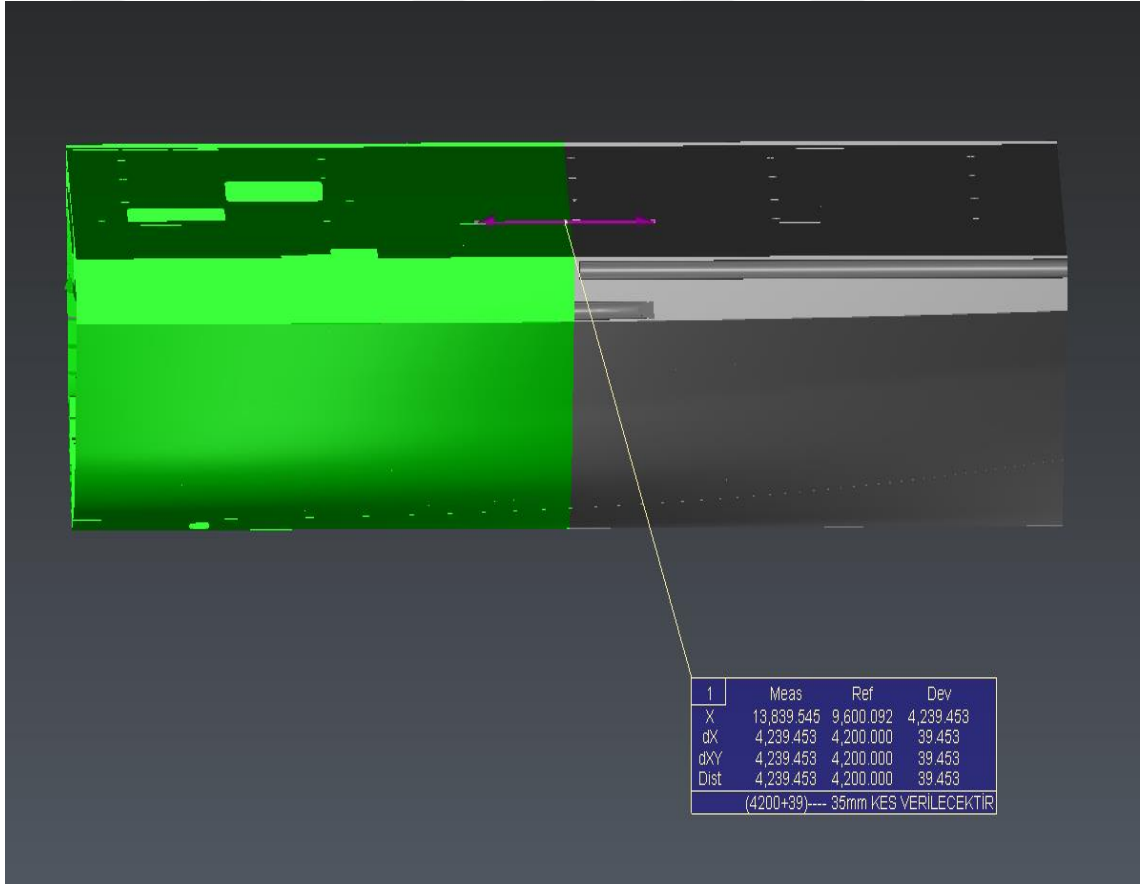 1 Meas Ref Dev
X 13,839.545 9,600.092 4,239.453
dX 4,239.453 4,200.000 39.453
dXY 4,239.453 4,200.000 39.453
Dist 4,239.453 4,200.000 39.453
(4200+39)---- 35mm KES VERİLECEKTİR